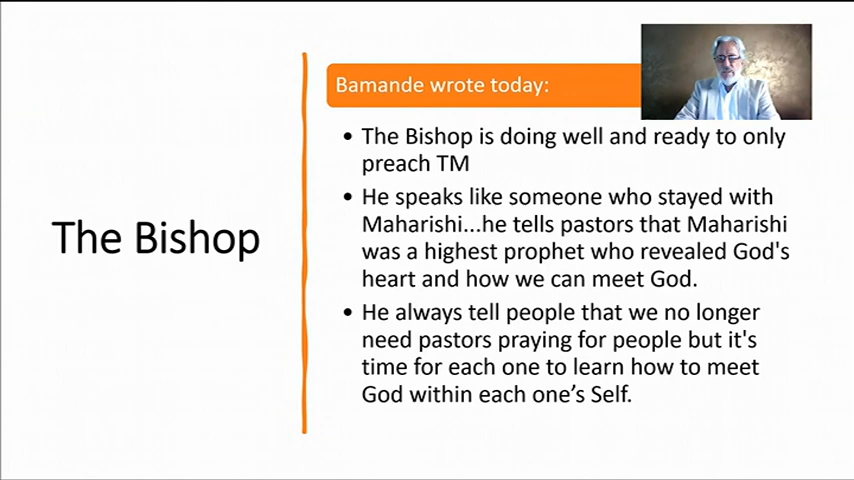 The Bishop
Bamande wrote today:
• The Bishop is doing well and ready to only
preach TM
• He speaks like someone who stayed with
Maharishi...he tells pastors that Maharishi
was a highest prophet who revealed God's
heart and how we can meet God.
• He always tell people that we no longer
need pastors praying for people but it's
time for each one to learn how to meet
God within each one’s Self.